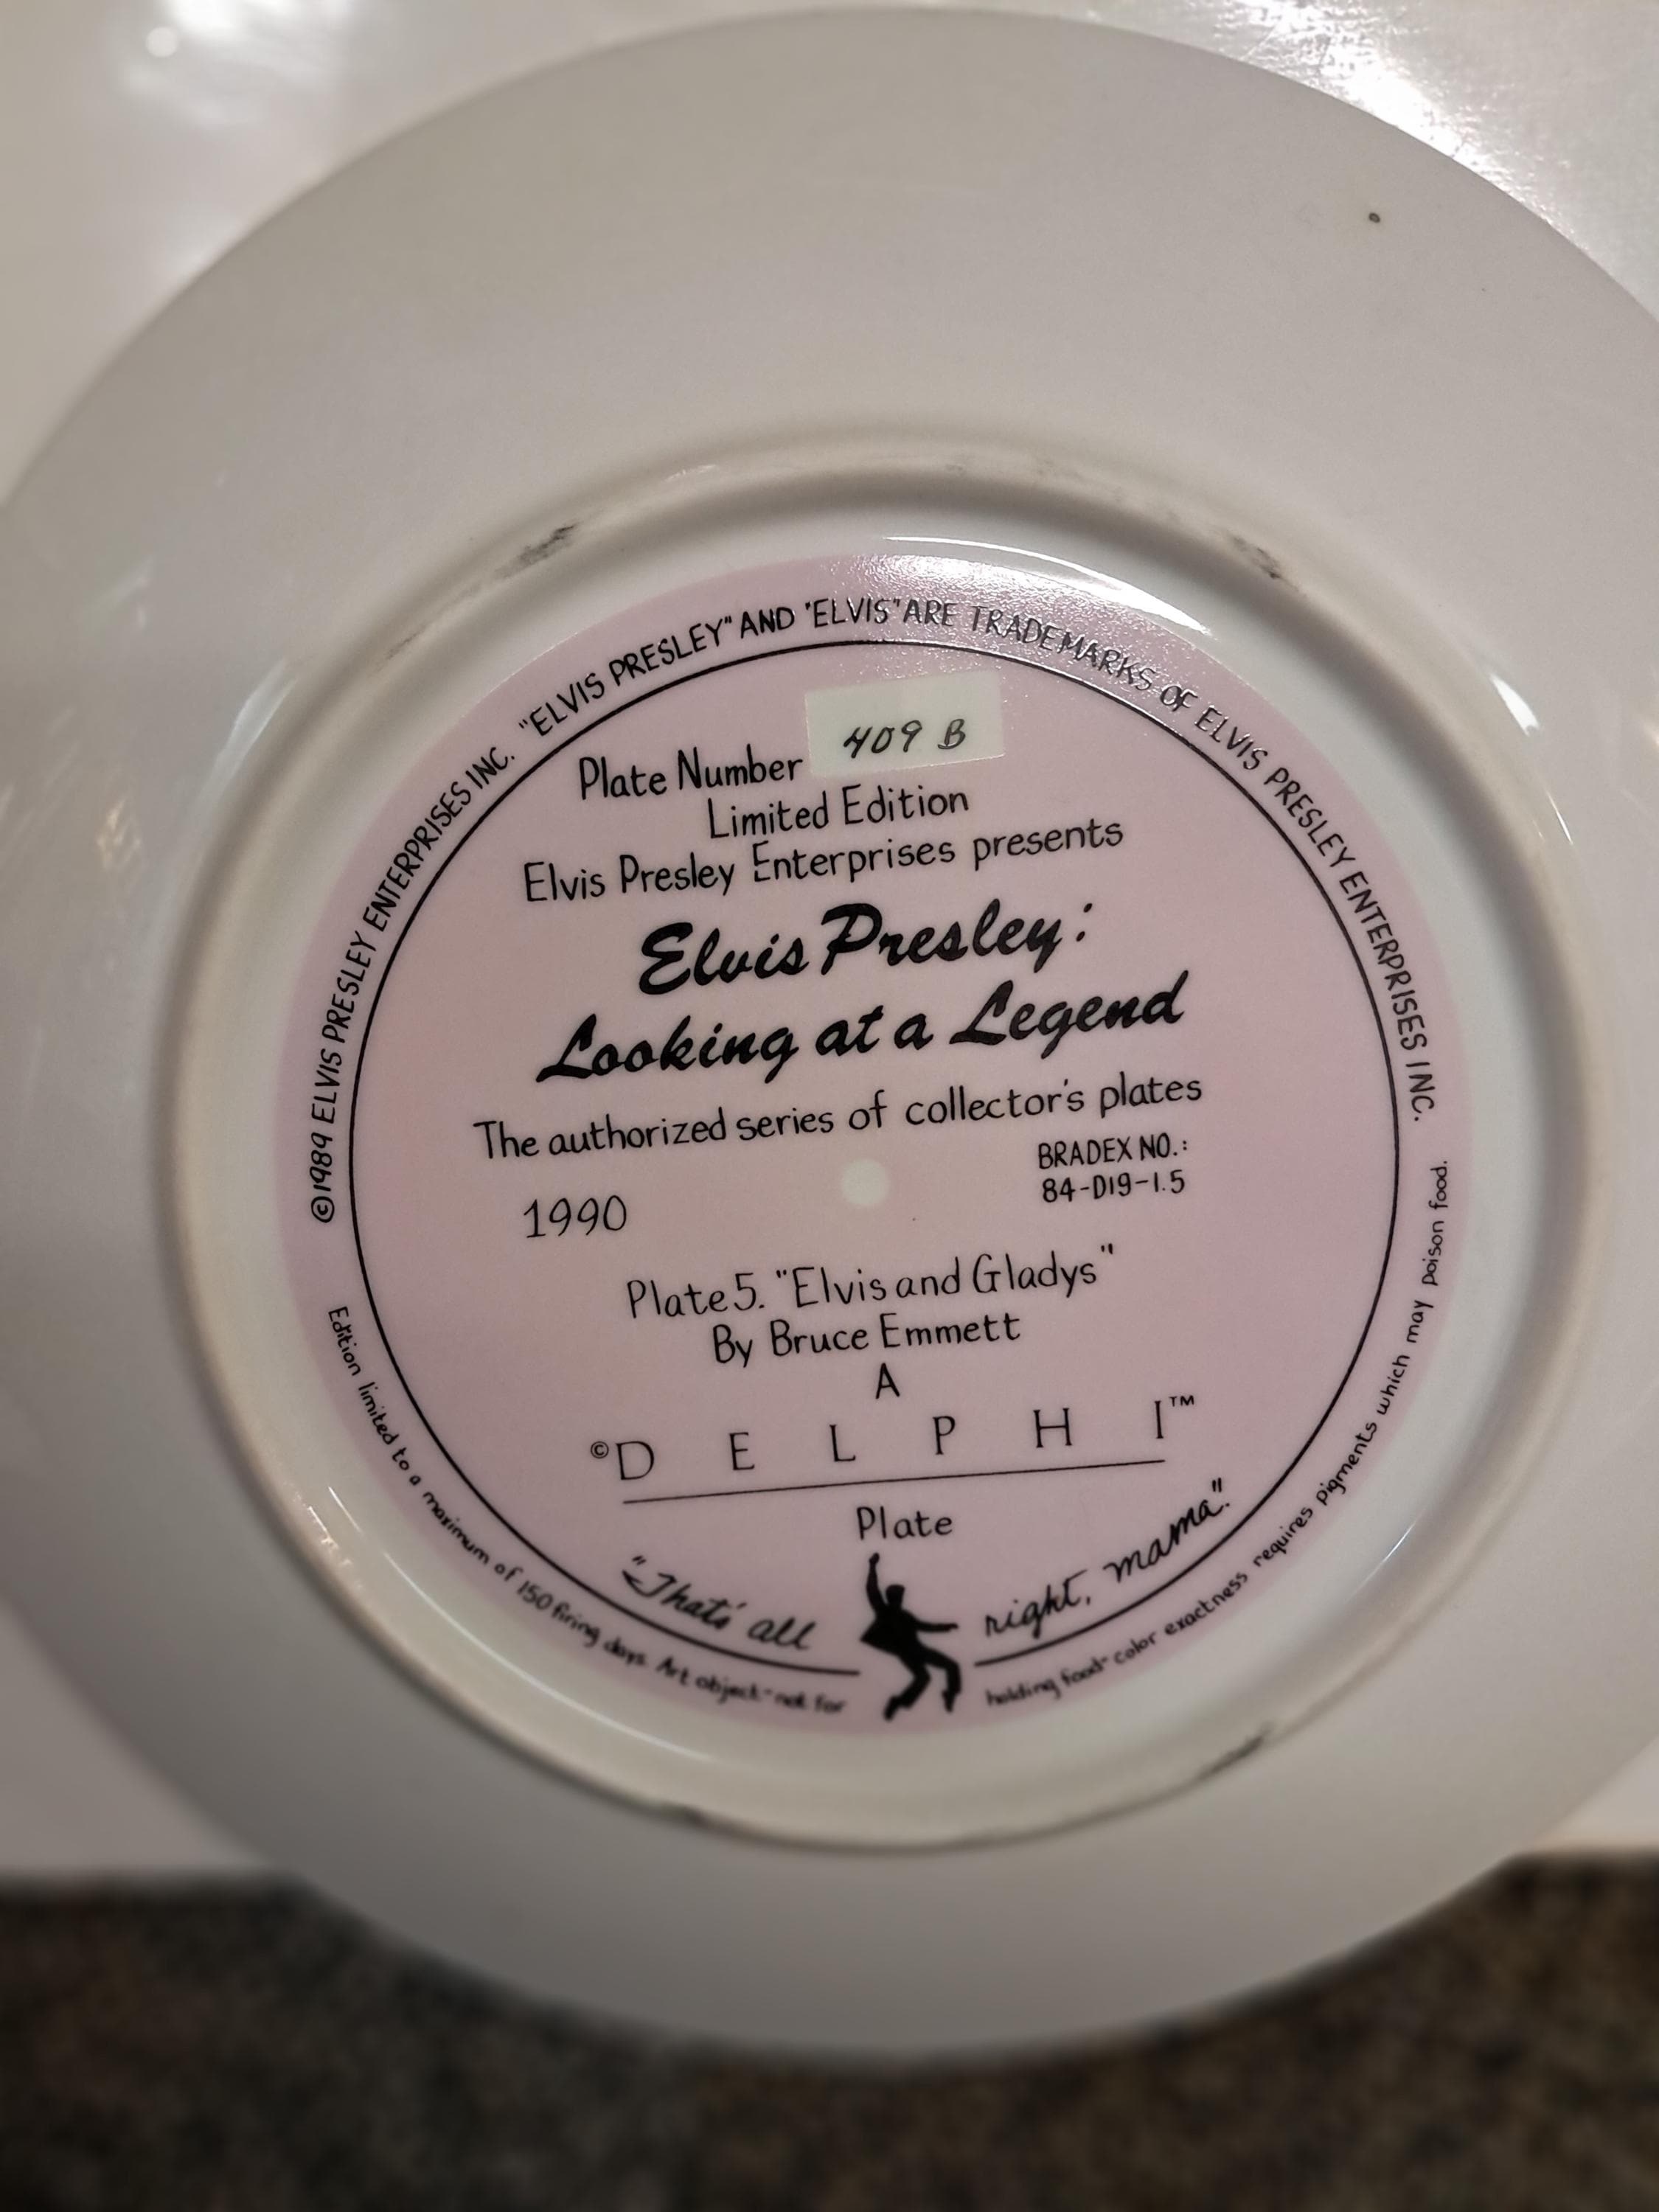 ©1989 ELVIS PRESLEY ENTERPRISES INC. "ELVIS PRESLEY" AND "ELVIS" ARE TRADEMARKS OF ELVIS PRESLEY ENTERPRISES INC.
Plate Number 409 B
Limited Edition
Elvis Presley Enterprises presents
Elvis Presley:
Looking at a Legend
The authorized series of collector's plates
BRADEX NO.:
1990 84-D19-1.5
Plate 5. "Elvis and Gladys"
By Bruce Emmett
A
©DELPHI™
Plate
"That's all right, mama".
Edition limited to a maximum of 150 firing days. Art object-not for holding food-color exactness requires pigments which may poison food.